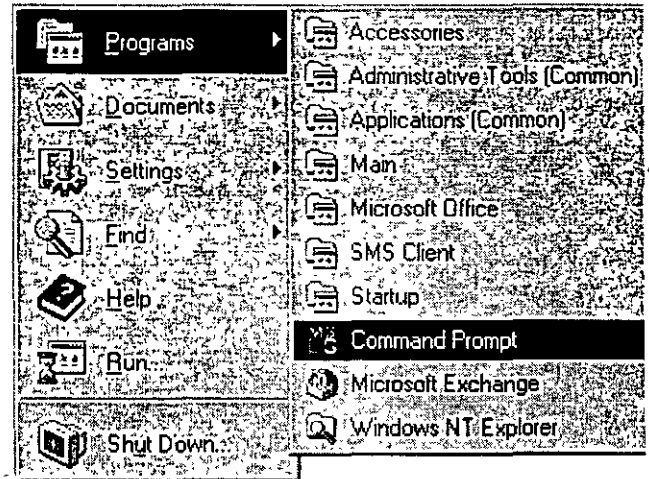 Programs
Documents
Settings
Find
Help
Run...
Shut Down...
Accessories
Administrative Tools (Common)
Applications (Common)
Main
Microsoft Office
SMS Client
Startup
Command Prompt
Microsoft Exchange
Windows NT Explorer